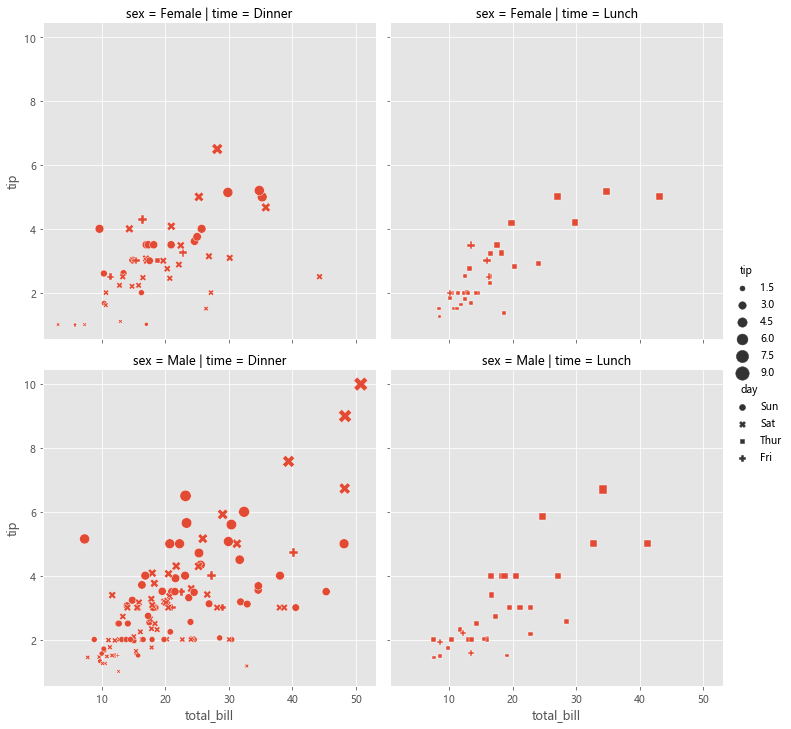 sex = Female | time = Dinner
sex = Female | time = Lunch
10
8
6
4
2
tip
sex = Male | time = Dinner
sex = Male | time = Lunch
10
8
6
4
2
tip
10
20
30
40
50
total_bill
10
20
30
40
50
total_bill
tip
1.5
3.0
4.5
6.0
7.5
9.0
day
Sun
Sat
Thur
Fri